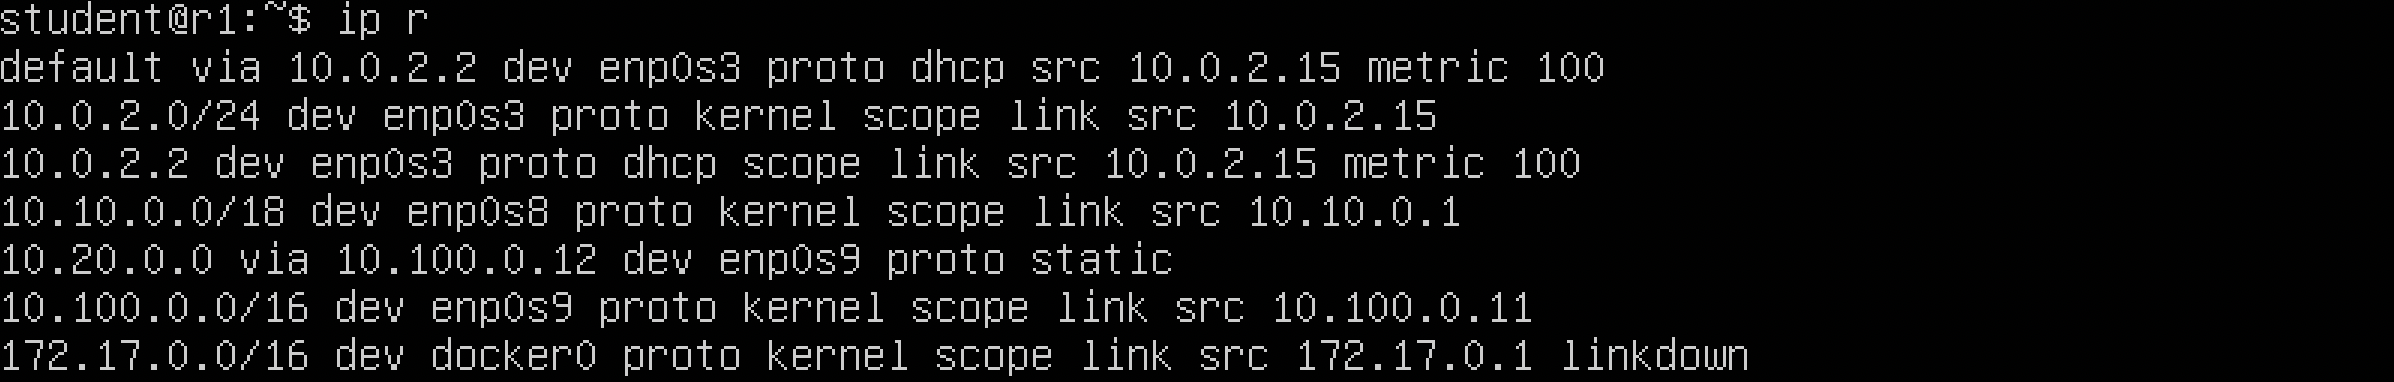 student@r1:~$ ip r
default via 10.0.2.2 dev enp0s3 proto dhcp src 10.0.2.15 metric 100
10.0.2.0/24 dev enp0s3 proto kernel scope link src 10.0.2.15
10.0.2.2 dev enp0s3 proto dhcp scope link src 10.0.2.15 metric 100
10.10.0.0/18 dev enp0s8 proto kernel scope link src 10.10.0.1
10.20.0.0 via 10.100.0.12 dev enp0s9 proto static
10.100.0.0/16 dev enp0s9 proto kernel scope link src 10.100.0.11
172.17.0.0/16 dev docker0 proto kernel scope link src 172.17.0.1 linkdown